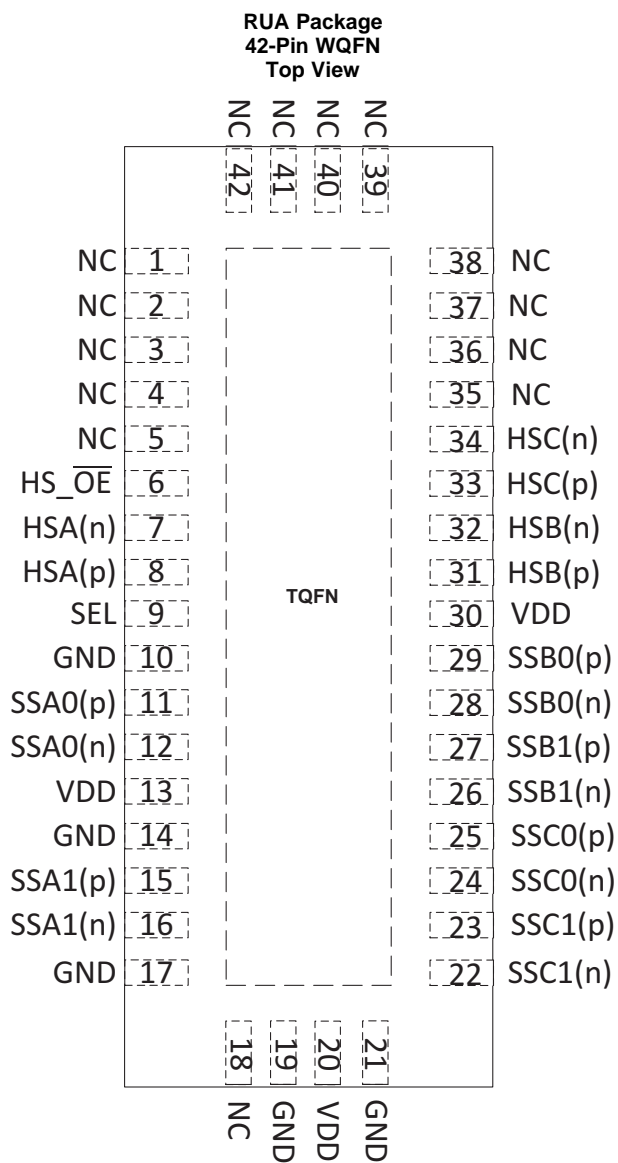 RUA Package
42-Pin WQFN
Top View
NC NC NC NC
42 41 40 39
NC 1
NC 2
NC 3
NC 4
NC 5
HS_O̅E̅ 6
HSA(n) 7
HSA(p) 8
SEL 9
GND 10
SSA0(p) 11
SSA0(n) 12
VDD 13
GND 14
SSA1(p) 15
SSA1(n) 16
GND 17
TQFN
38 NC
37 NC
36 NC
35 NC
34 HSC(n)
33 HSC(p)
32 HSB(n)
31 HSB(p)
30 VDD
29 SSB0(p)
28 SSB0(n)
27 SSB1(p)
26 SSB1(n)
25 SSC0(p)
24 SSC0(n)
23 SSC1(p)
22 SSC1(n)
18 19 20 21
NC GND VDD GND